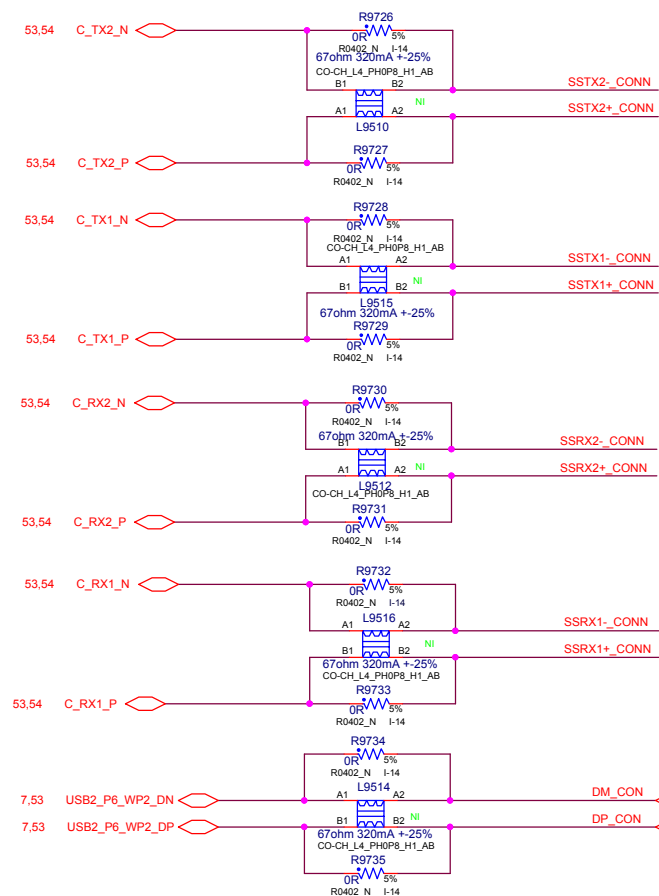 R9726
53,54 C_TX2_N
0R 5%
R0402_N I-14
67ohm 320mA +-25%
CO-CH_L4_PH0P8_H1_AB
B1 B2
SSTX2-_CONN
NI
A1 A2
SSTX2+_CONN
L9510
R9727
53,54 C_TX2_P
0R 5%
R0402_N I-14
R9728
53,54 C_TX1_N
0R 5%
R0402_N I-14
CO-CH_L4_PH0P8_H1_AB
A1 A2
SSTX1-_CONN
NI
B1 B2
SSTX1+_CONN
L9515
67ohm 320mA +-25%
R9729
53,54 C_TX1_P
0R 5%
R0402_N I-14
R9730
53,54 C_RX2_N
0R 5%
R0402_N I-14
67ohm 320mA +-25%
B1 B2
SSRX2-_CONN
NI
A1 A2
SSRX2+_CONN
L9512
CO-CH_L4_PH0P8_H1_AB
R9731
53,54 C_RX2_P
0R 5%
R0402_N I-14
R9732
53,54 C_RX1_N
0R 5%
R0402_N I-14
L9516
A1 A2
SSRX1-_CONN
NI
B1 B2
SSRX1+_CONN
67ohm 320mA +-25%
CO-CH_L4_PH0P8_H1_AB
R9733
53,54 C_RX1_P
0R 5%
R0402_N I-14
R9734
0R 5%
R0402_N I-14
L9514
7,53 USB2_P6_WP2_DN
A1 A2
DM_CON
NI
7,53 USB2_P6_WP2_DP
B1 B2
DP_CON
67ohm 320mA +-25%
CO-CH_L4_PH0P8_H1_AB
R9735
0R 5%
R0402_N I-14